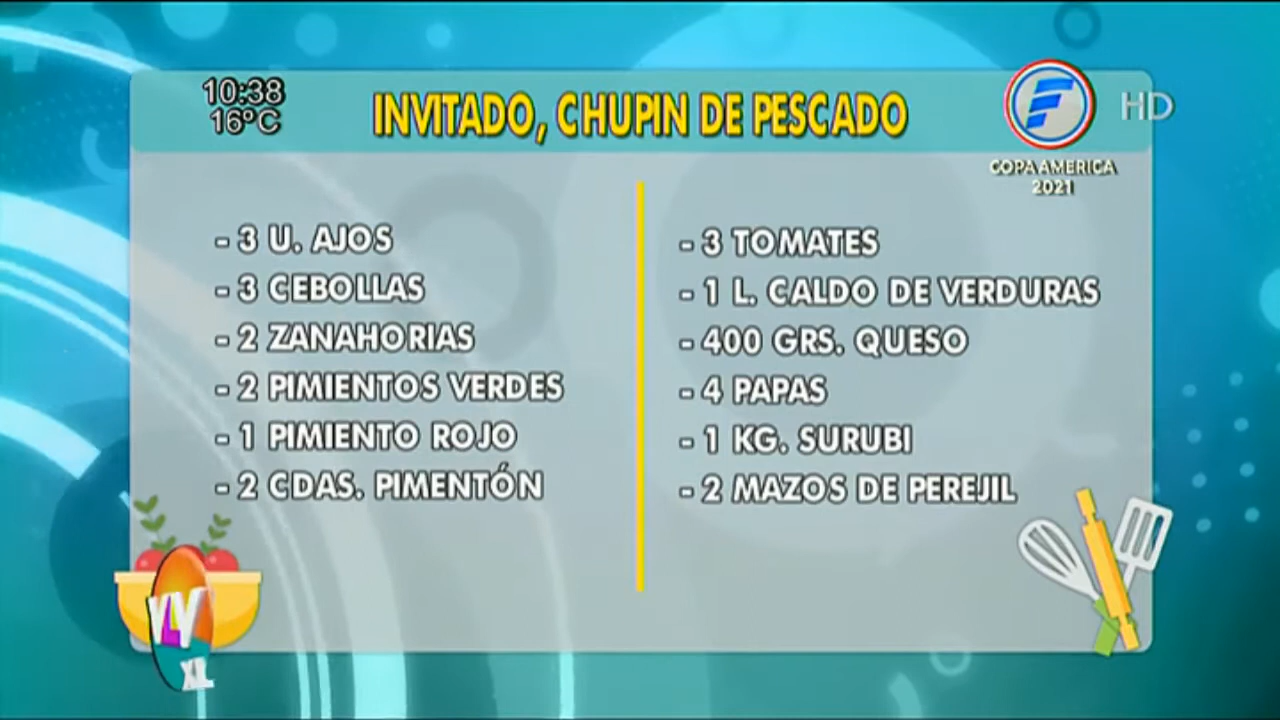 10:38
16°C
INVITADO, CHUPIN DE PESCADO
HD
COPA AMERICA
2021
- 3 U. AJOS
- 3 CEBOLLAS
- 2 ZANAHORIAS
- 2 PIMIENTOS VERDES
- 1 PIMIENTO ROJO
- 2 CDAS. PIMENTÓN
- 3 TOMATES
- 1 L. CALDO DE VERDURAS
- 400 GRS. QUESO
- 4 PAPAS
- 1 KG. SURUBI
- 2 MAZOS DE PEREJIL
VLV
XL